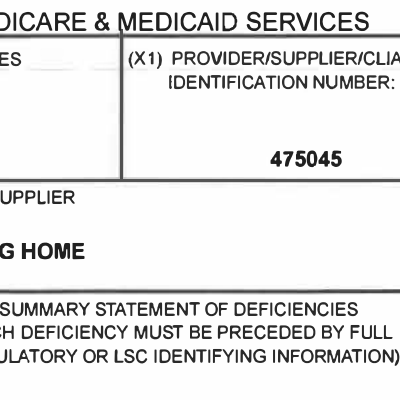 DICARE & MEDICAID SERVICES
ES
(X1) PROVIDER/SUPPLIER/CLIA
IDENTIFICATION NUMBER:
475045
UPPLIER
G HOME
SUMMARY STATEMENT OF DEFICIENCIES
CH DEFICIENCY MUST BE PRECEDED BY FULL
ULATORY OR LSC IDENTIFYING INFORMATION)